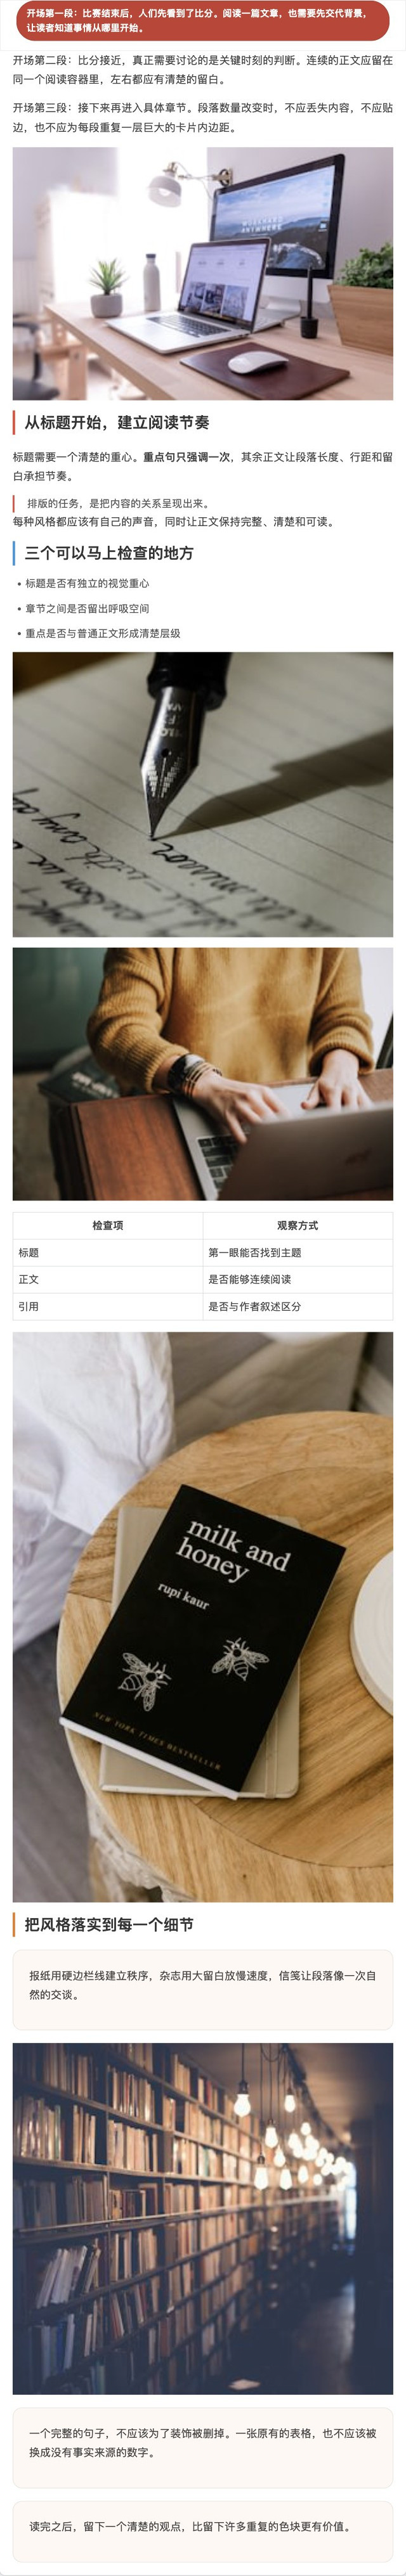 开场第一段：比赛结束后，人们先看到了比分。阅读一篇文章，也需要先交代背景，
让读者知道事情从哪里开始。
开场第二段：比分接近，真正需要讨论的是关键时刻的判断。连续的正文应留在
同一个阅读容器里，左右都应有清楚的留白。
开场第三段：接下来再进入具体章节。段落数量改变时，不应丢失内容，不应贴
边，也不应为每段重复一层巨大的卡片内边距。
WORK HARD
ANYWHERE
从标题开始，建立阅读节奏
标题需要一个清楚的重心。重点句只强调一次，其余正文让段落长度、行距和留
白承担节奏。
排版的任务，是把内容的关系呈现出来。
每种风格都应该有自己的声音，同时让正文保持完整、清楚和可读。
三个可以马上检查的地方
• 标题是否有独立的视觉重心
• 章节之间是否留出呼吸空间
• 重点是否与普通正文形成清楚层级
检查项 观察方式
标题 第一眼能否找到主题
正文 是否能够连续阅读
引用 是否与作者叙述区分
milk and
honey
rupi kaur
NEW YORK TIMES BESTSELLER
把风格落实到每一个细节
报纸用硬边栏线建立秩序，杂志用大留白放慢速度，信笺让段落像一次自
然的交谈。
一个完整的句子，不应该为了装饰被删掉。一张原有的表格，也不应该被
换成没有事实来源的数字。
读完之后，留下一个清楚的观点，比留下许多重复的色块更有价值。